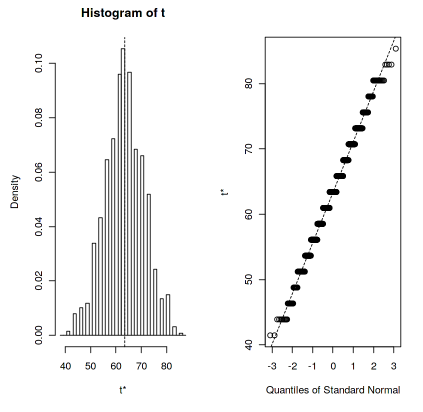 Histogram of t
Density
0.00 0.02 0.04 0.06 0.08 0.10
40 50 60 70 80
t*
t*
40 50 60 70 80
-3 -2 -1 0 1 2 3
Quantiles of Standard Normal